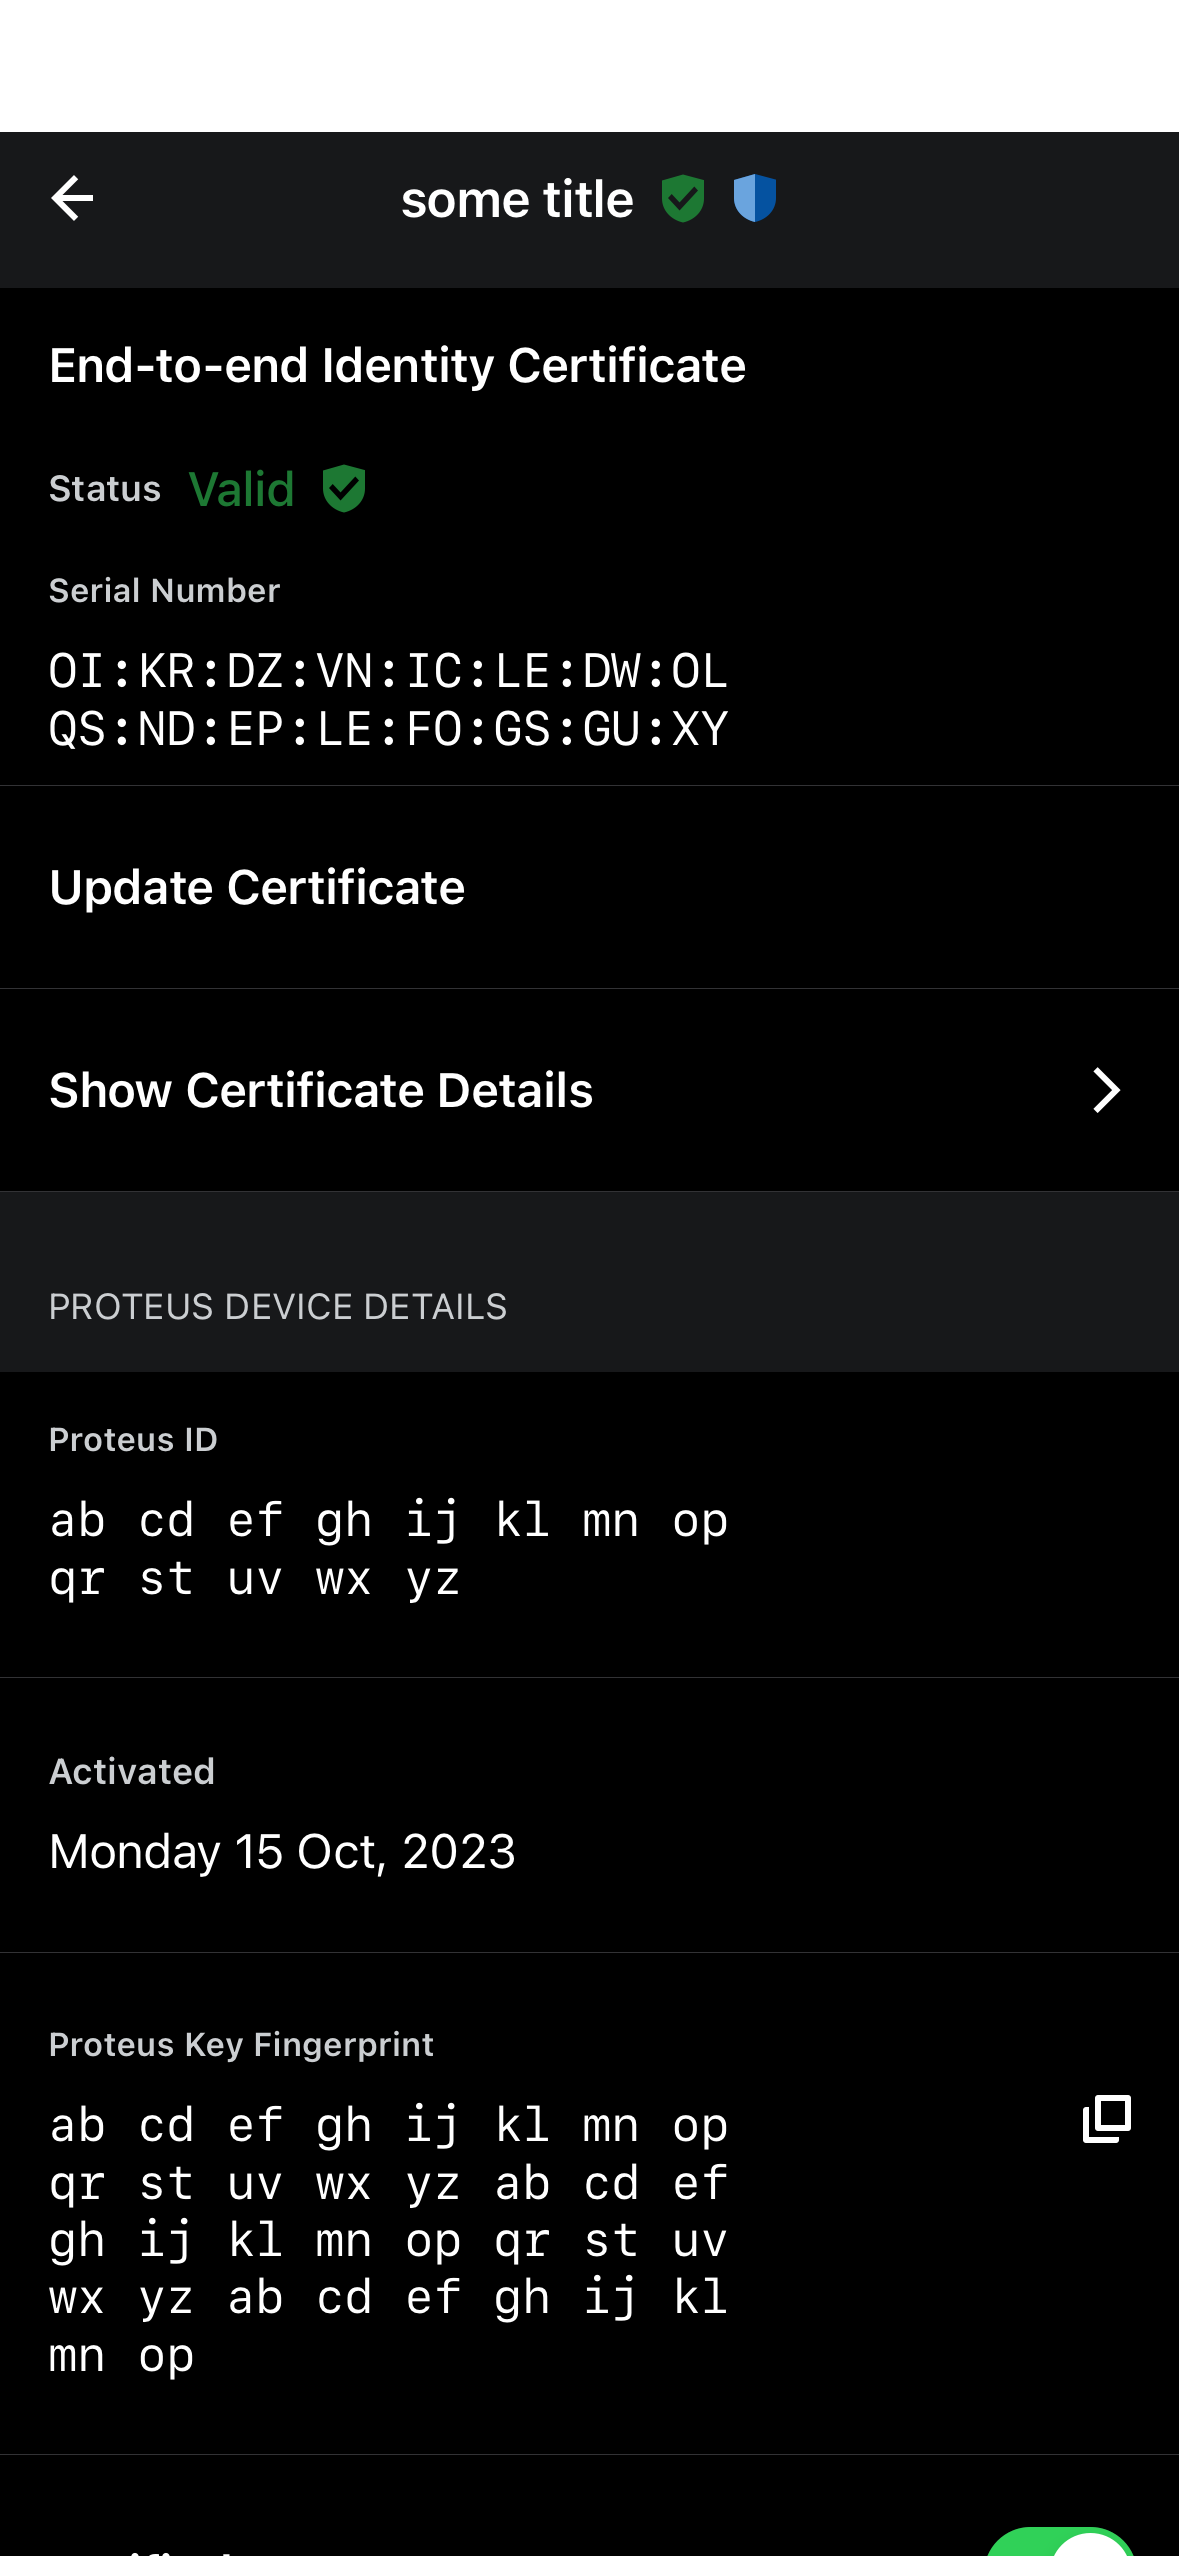 some title
End-to-end Identity Certificate
Status Valid
Serial Number
OI:KR:DZ:VN:IC:LE:DW:OL
QS:ND:EP:LE:FO:GS:GU:XY
Update Certificate
Show Certificate Details
PROTEUS DEVICE DETAILS
Proteus ID
ab cd ef gh ij kl mn op
qr st uv wx yz
Activated
Monday 15 Oct, 2023
Proteus Key Fingerprint
ab cd ef gh ij kl mn op
qr st uv wx yz ab cd ef
gh ij kl mn op qr st uv
wx yz ab cd ef gh ij kl
mn op